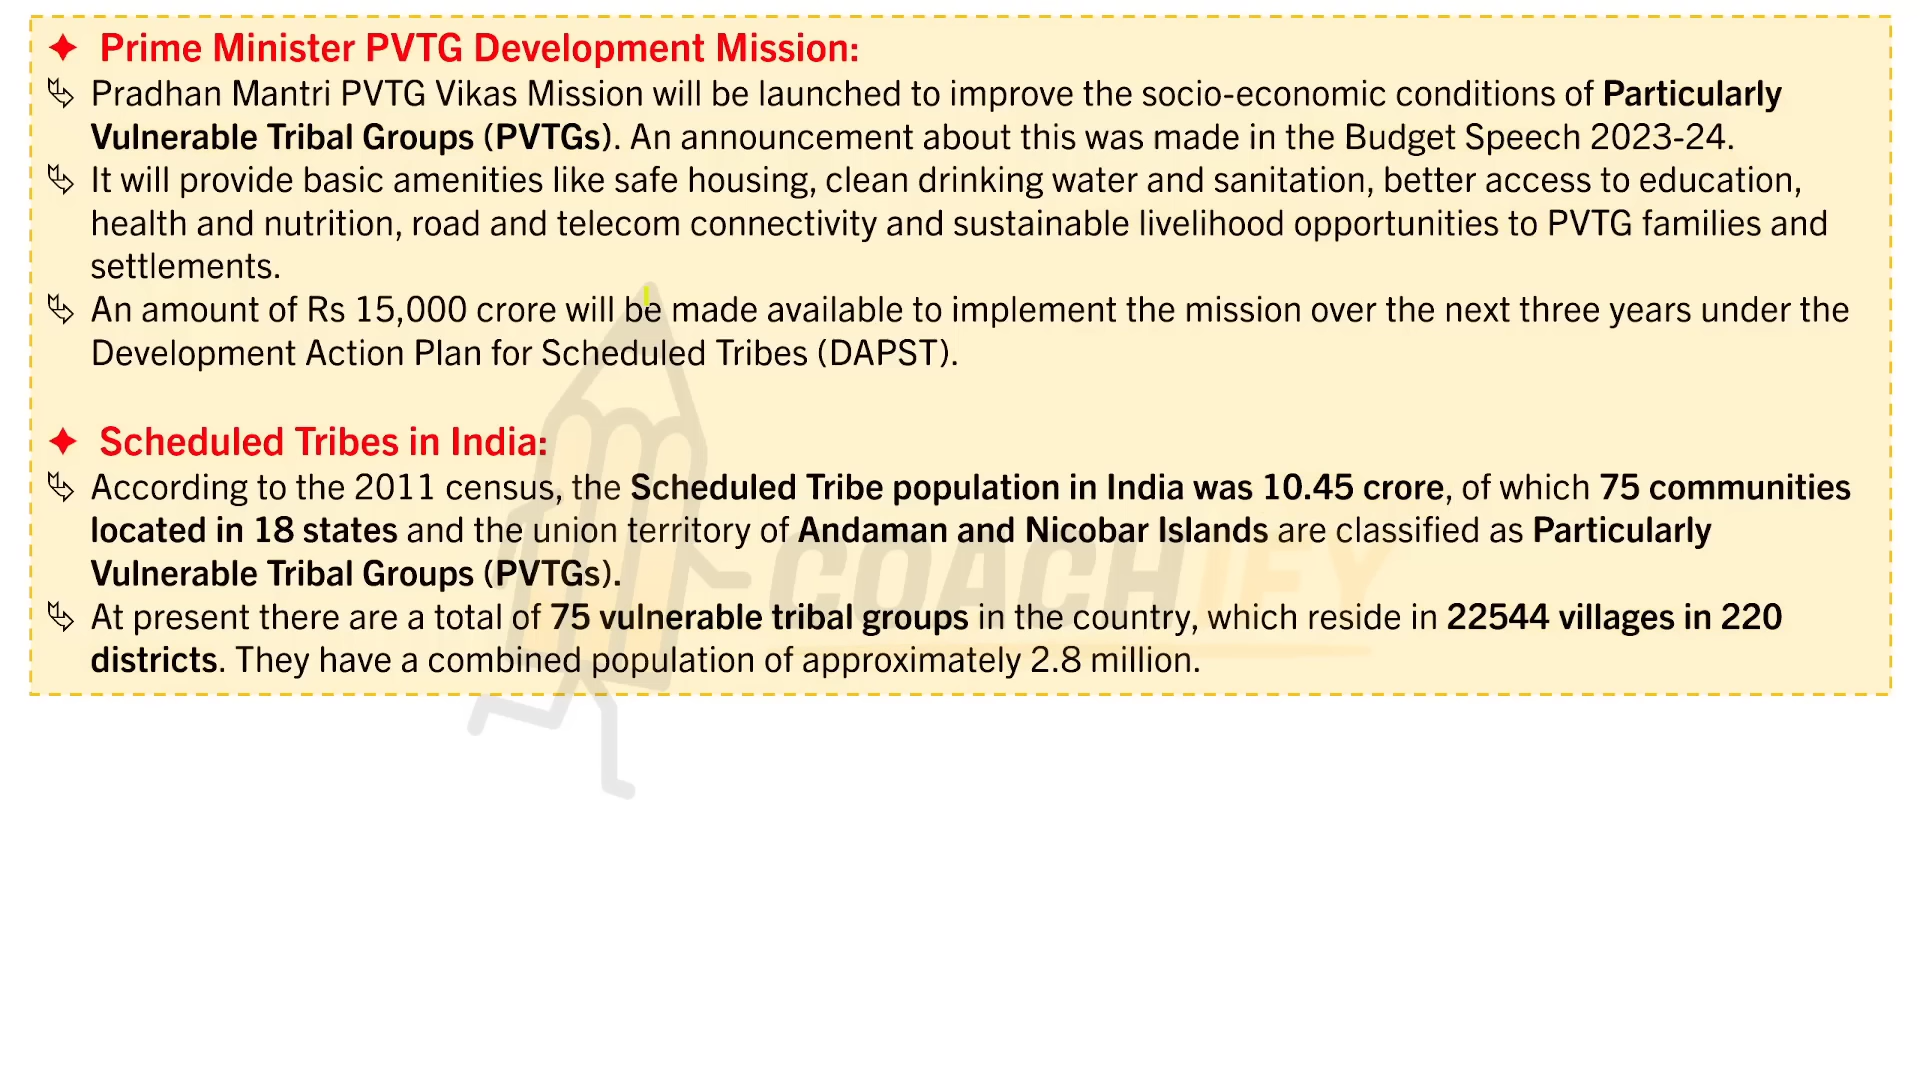 Prime Minister PVTG Development Mission:
Pradhan Mantri PVTG Vikas Mission will be launched to improve the socio-economic conditions of Particularly
Vulnerable Tribal Groups (PVTGs). An announcement about this was made in the Budget Speech 2023-24.
It will provide basic amenities like safe housing, clean drinking water and sanitation, better access to education,
health and nutrition, road and telecom connectivity and sustainable livelihood opportunities to PVTG families and
settlements.
An amount of Rs 15,000 crore will be made available to implement the mission over the next three years under the
Development Action Plan for Scheduled Tribes (DAPST).
Scheduled Tribes in India:
According to the 2011 census, the Scheduled Tribe population in India was 10.45 crore, of which 75 communities
located in 18 states and the union territory of Andaman and Nicobar Islands are classified as Particularly
Vulnerable Tribal Groups (PVTGs).
COACHIFY
At present there are a total of 75 vulnerable tribal groups in the country, which reside in 22544 villages in 220
districts. They have a combined population of approximately 2.8 million.